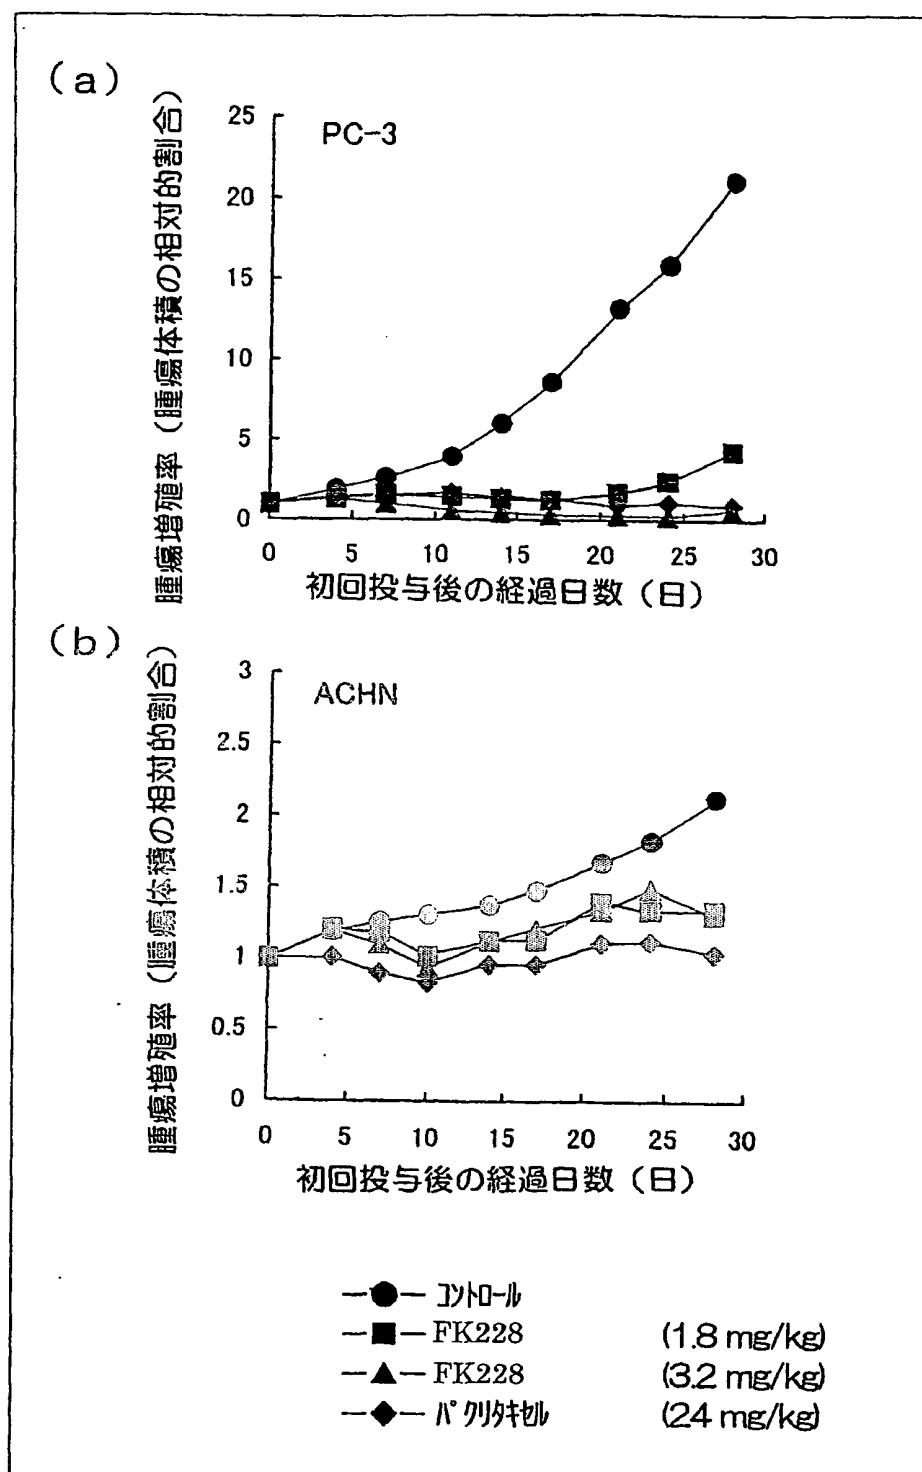 (a)
腫瘍増殖率（腫瘍体積の相対的割合）
PC-3
25
20
15
10
5
0
0 5 10 15 20 25 30
初回投与後の経過日数（日）
(b)
腫瘍増殖率（腫瘍体積の相対的割合）
ACHN
3
2.5
2
1.5
1
0.5
0
0 5 10 15 20 25 30
初回投与後の経過日数（日）
コントロール
FK228 (1.8 mg/kg)
FK228 (3.2 mg/kg)
パクリタキセル (24 mg/kg)